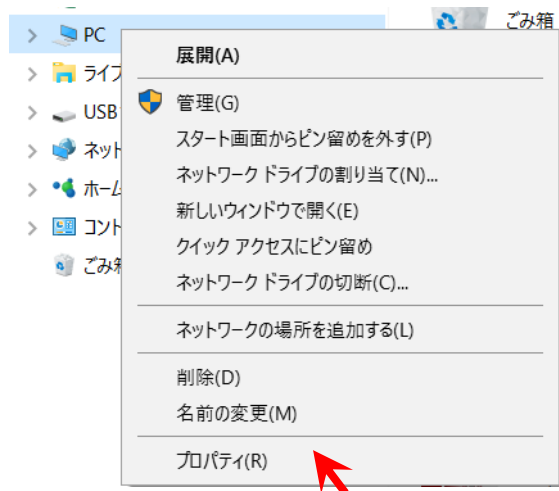 PC
ごみ箱
展開(A)
ライブ
管理(G)
USB
スタート画面からピン留めを外す(P)
ネット
ネットワーク ドライブの割り当て(N)...
ホーム
新しいウィンドウで開く(E)
コント
クイック アクセスにピン留め
ごみ箱
ネットワーク ドライブの切断(C)...
ネットワークの場所を追加する(L)
削除(D)
名前の変更(M)
プロパティ(R)